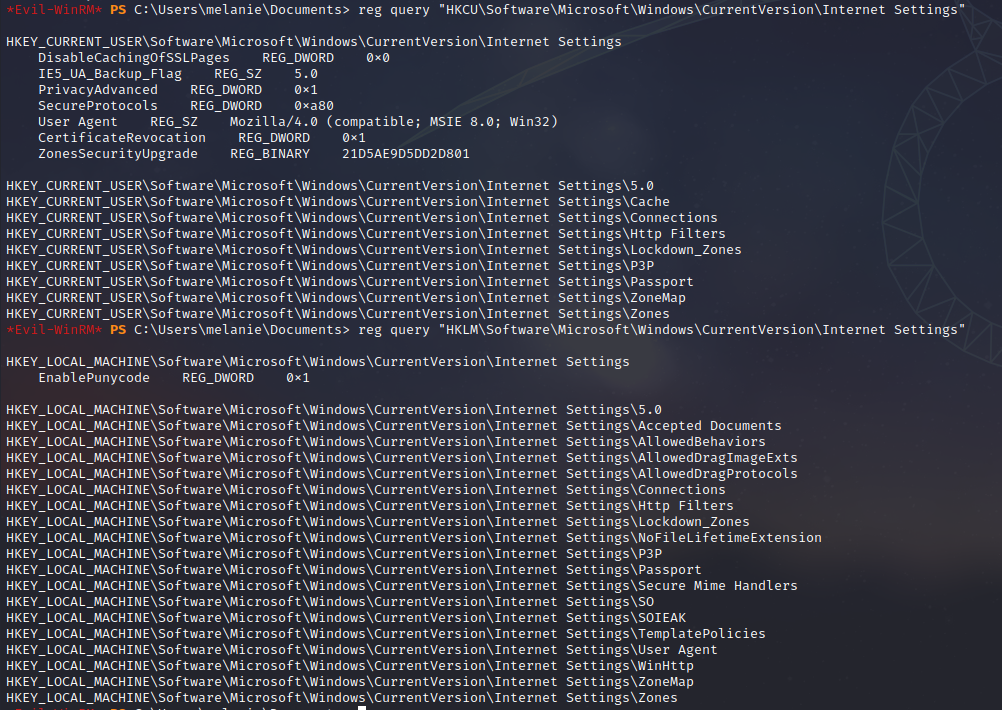 *Evil-WinRM* PS C:\Users\melanie\Documents> reg query "HKCU\Software\Microsoft\Windows\CurrentVersion\Internet Settings"
HKEY_CURRENT_USER\Software\Microsoft\Windows\CurrentVersion\Internet Settings
DisableCachingOfSSLPages    REG_DWORD    0×0
IE5_UA_Backup_Flag    REG_SZ    5.0
PrivacyAdvanced    REG_DWORD    0×1
SecureProtocols    REG_DWORD    0×a80
User Agent    REG_SZ    Mozilla/4.0 (compatible; MSIE 8.0; Win32)
CertificateRevocation    REG_DWORD    0×1
ZonesSecurityUpgrade    REG_BINARY    21D5AE9D5DD2D801
HKEY_CURRENT_USER\Software\Microsoft\Windows\CurrentVersion\Internet Settings\5.0
HKEY_CURRENT_USER\Software\Microsoft\Windows\CurrentVersion\Internet Settings\Cache
HKEY_CURRENT_USER\Software\Microsoft\Windows\CurrentVersion\Internet Settings\Connections
HKEY_CURRENT_USER\Software\Microsoft\Windows\CurrentVersion\Internet Settings\Http Filters
HKEY_CURRENT_USER\Software\Microsoft\Windows\CurrentVersion\Internet Settings\Lockdown_Zones
HKEY_CURRENT_USER\Software\Microsoft\Windows\CurrentVersion\Internet Settings\P3P
HKEY_CURRENT_USER\Software\Microsoft\Windows\CurrentVersion\Internet Settings\Passport
HKEY_CURRENT_USER\Software\Microsoft\Windows\CurrentVersion\Internet Settings\ZoneMap
HKEY_CURRENT_USER\Software\Microsoft\Windows\CurrentVersion\Internet Settings\Zones
*Evil-WinRM* PS C:\Users\melanie\Documents> reg query "HKLM\Software\Microsoft\Windows\CurrentVersion\Internet Settings"
HKEY_LOCAL_MACHINE\Software\Microsoft\Windows\CurrentVersion\Internet Settings
EnablePunycode    REG_DWORD    0×1
HKEY_LOCAL_MACHINE\Software\Microsoft\Windows\CurrentVersion\Internet Settings\5.0
HKEY_LOCAL_MACHINE\Software\Microsoft\Windows\CurrentVersion\Internet Settings\Accepted Documents
HKEY_LOCAL_MACHINE\Software\Microsoft\Windows\CurrentVersion\Internet Settings\AllowedBehaviors
HKEY_LOCAL_MACHINE\Software\Microsoft\Windows\CurrentVersion\Internet Settings\AllowedDragImageExts
HKEY_LOCAL_MACHINE\Software\Microsoft\Windows\CurrentVersion\Internet Settings\AllowedDragProtocols
HKEY_LOCAL_MACHINE\Software\Microsoft\Windows\CurrentVersion\Internet Settings\Connections
HKEY_LOCAL_MACHINE\Software\Microsoft\Windows\CurrentVersion\Internet Settings\Http Filters
HKEY_LOCAL_MACHINE\Software\Microsoft\Windows\CurrentVersion\Internet Settings\Lockdown_Zones
HKEY_LOCAL_MACHINE\Software\Microsoft\Windows\CurrentVersion\Internet Settings\NoFileLifetimeExtension
HKEY_LOCAL_MACHINE\Software\Microsoft\Windows\CurrentVersion\Internet Settings\P3P
HKEY_LOCAL_MACHINE\Software\Microsoft\Windows\CurrentVersion\Internet Settings\Passport
HKEY_LOCAL_MACHINE\Software\Microsoft\Windows\CurrentVersion\Internet Settings\Secure Mime Handlers
HKEY_LOCAL_MACHINE\Software\Microsoft\Windows\CurrentVersion\Internet Settings\SO
HKEY_LOCAL_MACHINE\Software\Microsoft\Windows\CurrentVersion\Internet Settings\SOIEAK
HKEY_LOCAL_MACHINE\Software\Microsoft\Windows\CurrentVersion\Internet Settings\TemplatePolicies
HKEY_LOCAL_MACHINE\Software\Microsoft\Windows\CurrentVersion\Internet Settings\User Agent
HKEY_LOCAL_MACHINE\Software\Microsoft\Windows\CurrentVersion\Internet Settings\WinHttp
HKEY_LOCAL_MACHINE\Software\Microsoft\Windows\CurrentVersion\Internet Settings\ZoneMap
HKEY_LOCAL_MACHINE\Software\Microsoft\Windows\CurrentVersion\Internet Settings\Zones